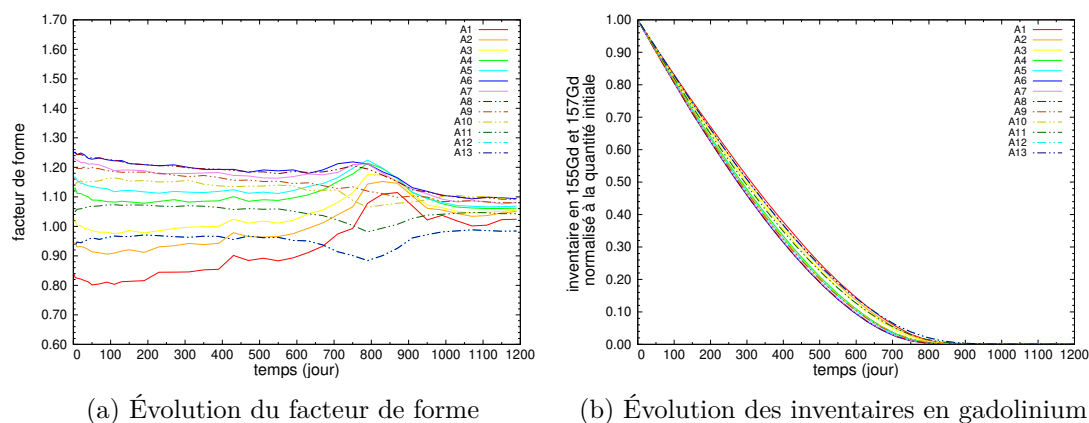 1.70
1.60
1.50
1.40
1.30
1.20
1.10
1.00
0.90
0.80
0.70
0.60
facteur de forme
0 100 200 300 400 500 600 700 800 900 1000 1100 1200
temps (jour)
A1
A2
A3
A4
A5
A6
A7
A8
A9
A10
A11
A12
A13
(a) Évolution du facteur de forme
1.00
0.90
0.80
0.70
0.60
0.50
0.40
0.30
0.20
0.10
0.00
inventaire en 155Gd et 157Gd
normalisé à la quantité initiale
0 100 200 300 400 500 600 700 800 900 1000 1100 1200
temps (jour)
A1
A2
A3
A4
A5
A6
A7
A8
A9
A10
A11
A12
A13
(b) Évolution des inventaires en gadolinium